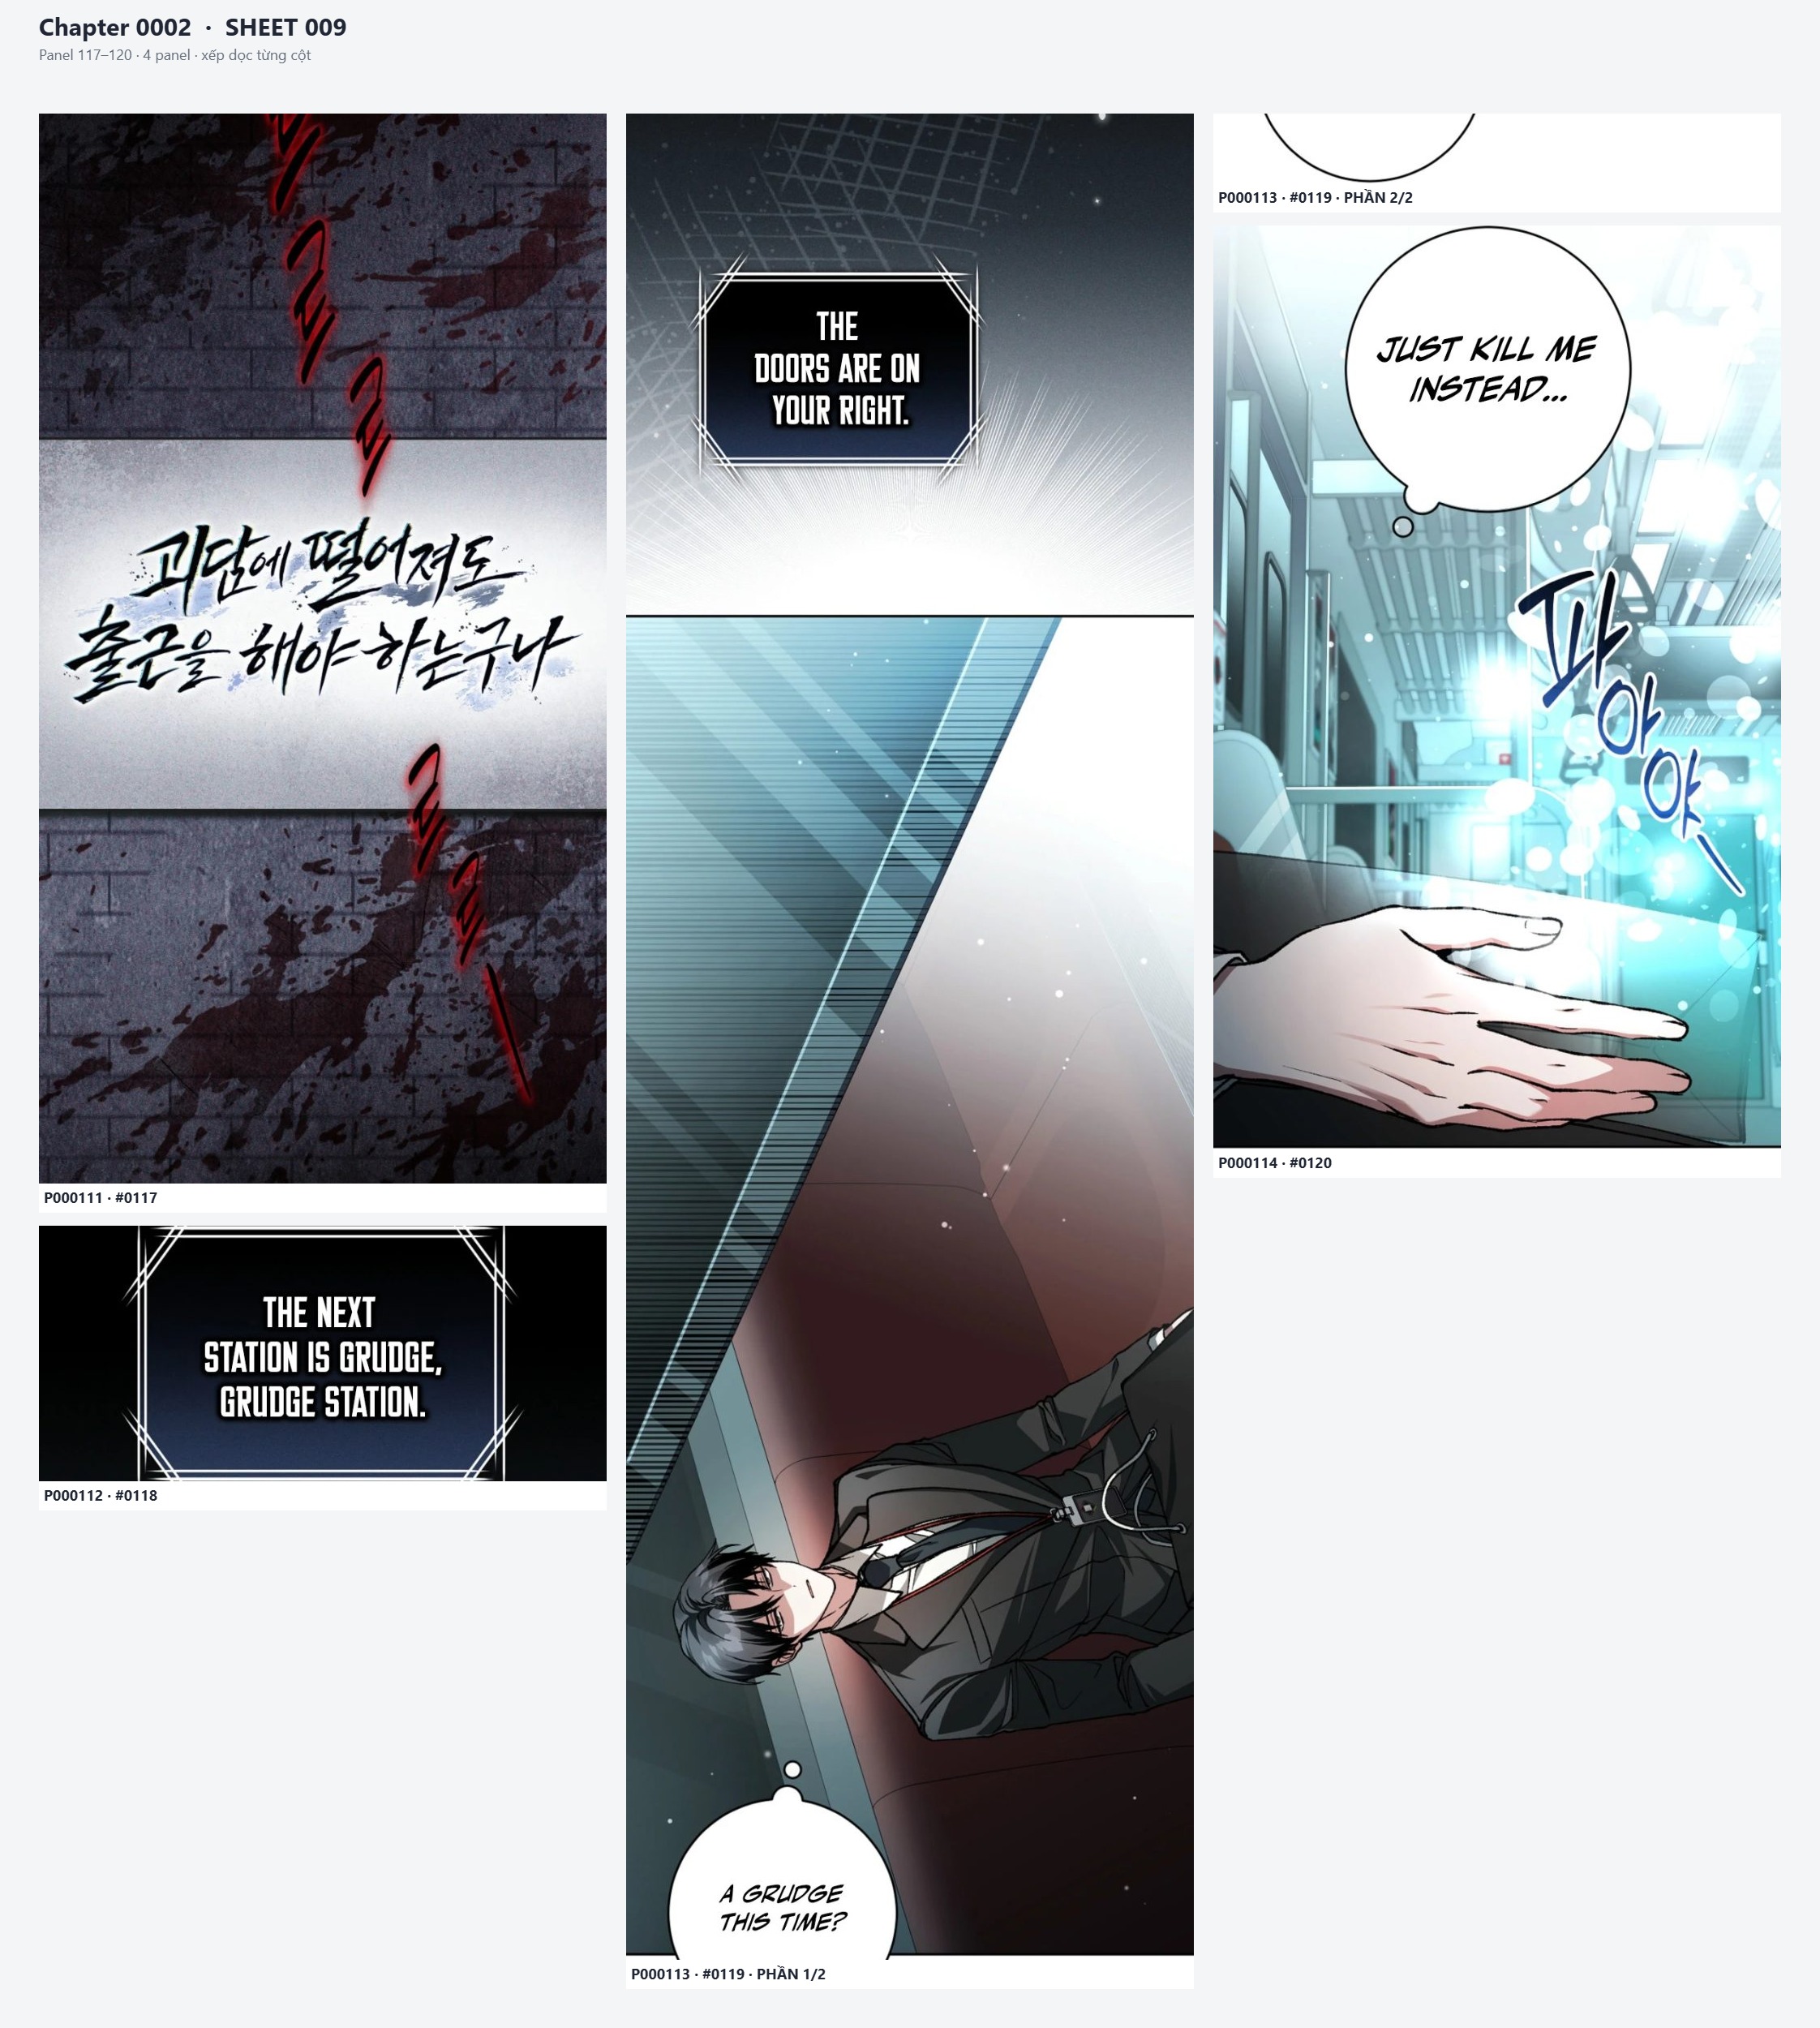 Chapter 0002 · SHEET 009
Panel 117–120 · 4 panel · xếp dọc từng cột
괴담에 떨어져도
출근을 해야 하는구나
P000111 · #0117
THE NEXT
STATION IS GRUDGE,
GRUDGE STATION.
P000112 · #0118
THE
DOORS ARE ON
YOUR RIGHT.
A GRUDGE
THIS TIME?
P000113 · #0119 · PHẦN 1/2
P000113 · #0119 · PHẦN 2/2
JUST KILL ME
INSTEAD...
파
아
아
P000114 · #0120